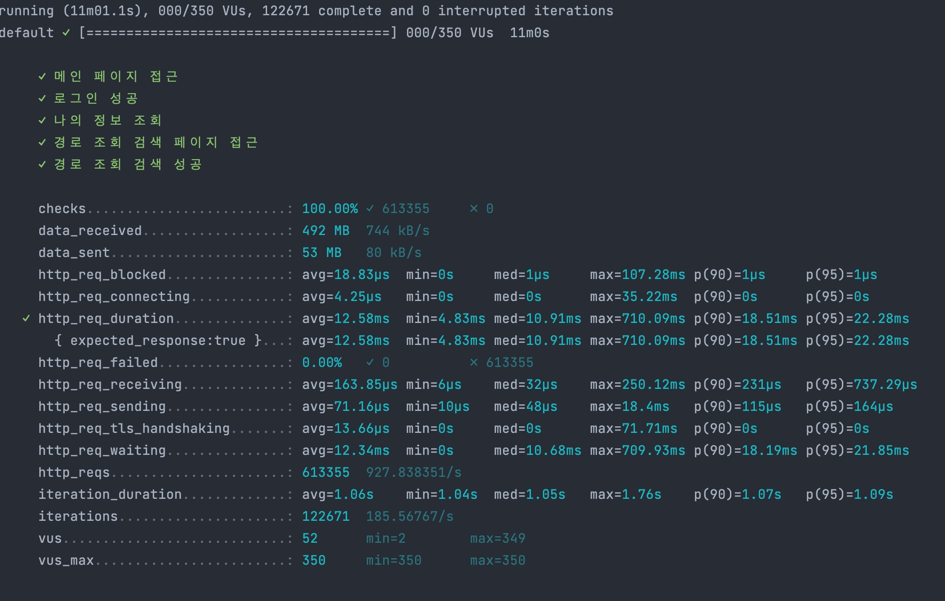 running (11m01.1s), 000/350 VUs, 122671 complete and 0 interrupted iterations
default ✓ [======================================] 000/350 VUs  11m0s
✓ 메인 페이지 접근
✓ 로그인 성공
✓ 나의 정보 조회
✓ 경로 조회 검색 페이지 접근
✓ 경로 조회 검색 성공
checks.........................: 100.00% ✓ 613355     ✗ 0
data_received..................: 492 MB  744 kB/s
data_sent......................: 53 MB   80 kB/s
http_req_blocked...............: avg=18.83µs  min=0s     med=1µs     max=107.28ms p(90)=1µs     p(95)=1µs
http_req_connecting............: avg=4.25µs   min=0s     med=0s      max=35.22ms  p(90)=0s      p(95)=0s
✓ http_req_duration..............: avg=12.58ms  min=4.83ms med=10.91ms max=710.09ms p(90)=18.51ms p(95)=22.28ms
{ expected_response:true }...: avg=12.58ms  min=4.83ms med=10.91ms max=710.09ms p(90)=18.51ms p(95)=22.28ms
http_req_failed................: 0.00%   ✓ 0          ✗ 613355
http_req_receiving.............: avg=163.85µs min=6µs    med=32µs    max=250.12ms p(90)=231µs   p(95)=737.29µs
http_req_sending...............: avg=71.16µs  min=10µs   med=48µs    max=18.4ms   p(90)=115µs   p(95)=164µs
http_req_tls_handshaking.......: avg=13.66µs  min=0s     med=0s      max=71.71ms  p(90)=0s      p(95)=0s
http_req_waiting...............: avg=12.34ms  min=0s     med=10.68ms max=709.93ms p(90)=18.19ms p(95)=21.85ms
http_reqs......................: 613355  927.838351/s
iteration_duration.............: avg=1.06s    min=1.04s  med=1.05s   max=1.76s    p(90)=1.07s   p(95)=1.09s
iterations.....................: 122671  185.56767/s
vus............................: 52      min=2        max=349
vus_max........................: 350     min=350      max=350